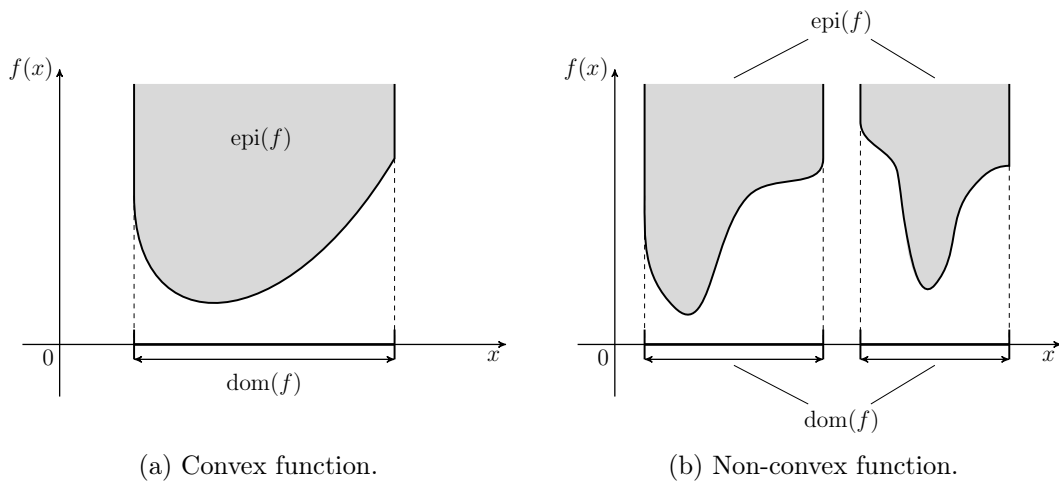 epi(f)
f(x)
epi(f)
0
x
dom(f)
(a) Convex function.
f(x)
0
x
dom(f)
(b) Non-convex function.